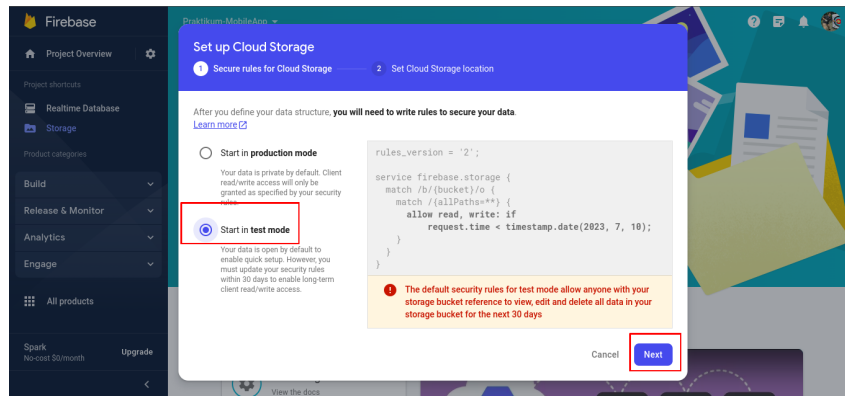 Firebase
Praktikum-MobileApp
Project Overview
Project shortcuts
Realtime Database
Storage
Product categories
Build
Release & Monitor
Analytics
Engage
All products
Spark
No-cost $0/month
Upgrade
Set up Cloud Storage
1 Secure rules for Cloud Storage
2 Set Cloud Storage location
After you define your data structure, you will need to write rules to secure your data.
Learn more
Start in production mode
Your data is private by default. Client
read/write access will only be
granted as specified by your security
rules.
Start in test mode
Your data is open by default to
enable quick setup. However, you
must update your security rules
within 30 days to enable long-term
client read/write access.
rules_version = '2';
service firebase.storage {
match /b/{bucket}/o {
match /{allPaths=**} {
allow read, write: if
request.time < timestamp.date(2023, 7, 10);
}
}
}
The default security rules for test mode allow anyone with your
storage bucket reference to view, edit and delete all data in your
storage bucket for the next 30 days
Cancel
Next
View the docs